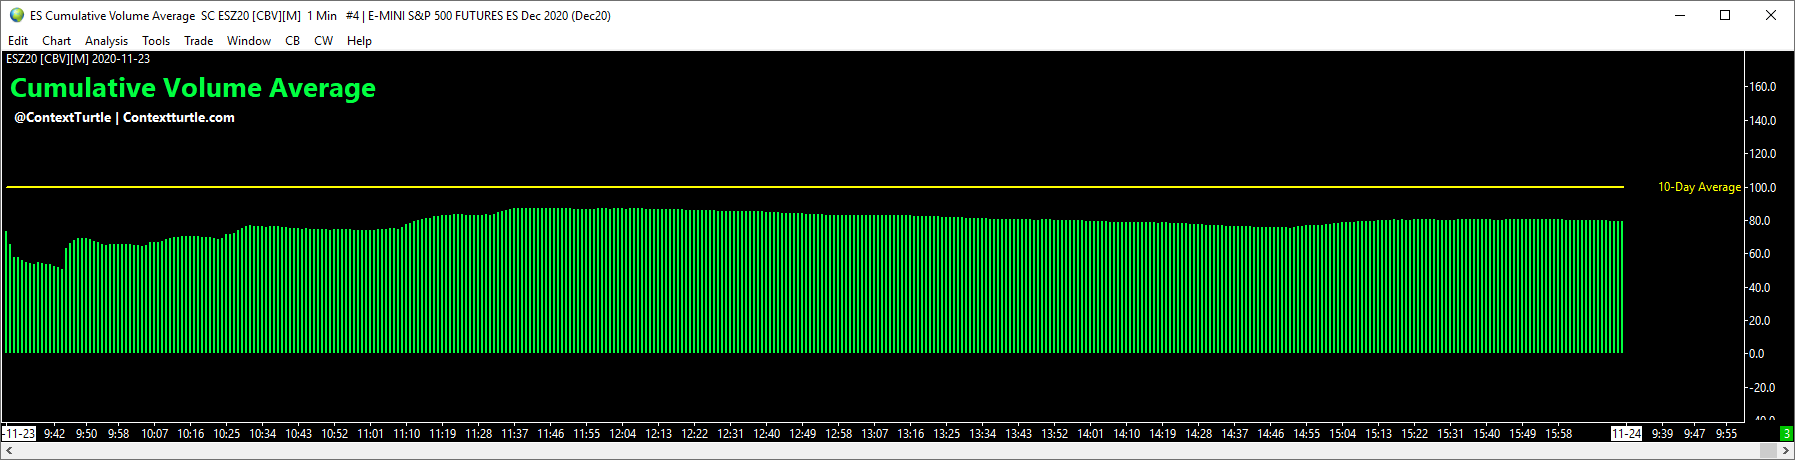 ES Cumulative Volume Average SC ESZ20 [CBV][M] 1 Min #4 | E-MINI S&P 500 FUTURES ES Dec 2020 (Dec20)
Edit Chart Analysis Tools Trade Window CB CW Help
ESZ20 [CBV][M] 2020-11-23
Cumulative Volume Average
@ContextTurtle | Contextturtle.com
160.0
140.0
120.0
10-Day Average 100.0
80.0
60.0
40.0
20.0
0.0
-20.0
-11-23 9:42 9:50 9:58 10:07 10:16 10:25 10:34 10:43 10:52 11:01 11:10 11:19 11:28 11:37 11:46 11:55 12:04 12:13 12:22 12:31 12:40 12:49 12:58 13:07 13:16 13:25 13:34 13:43 13:52 14:01 14:10 14:19 14:28 14:37 14:46 14:55 15:04 15:13 15:22 15:31 15:40 15:49 15:58 11-24 9:39 9:47 9:55 3